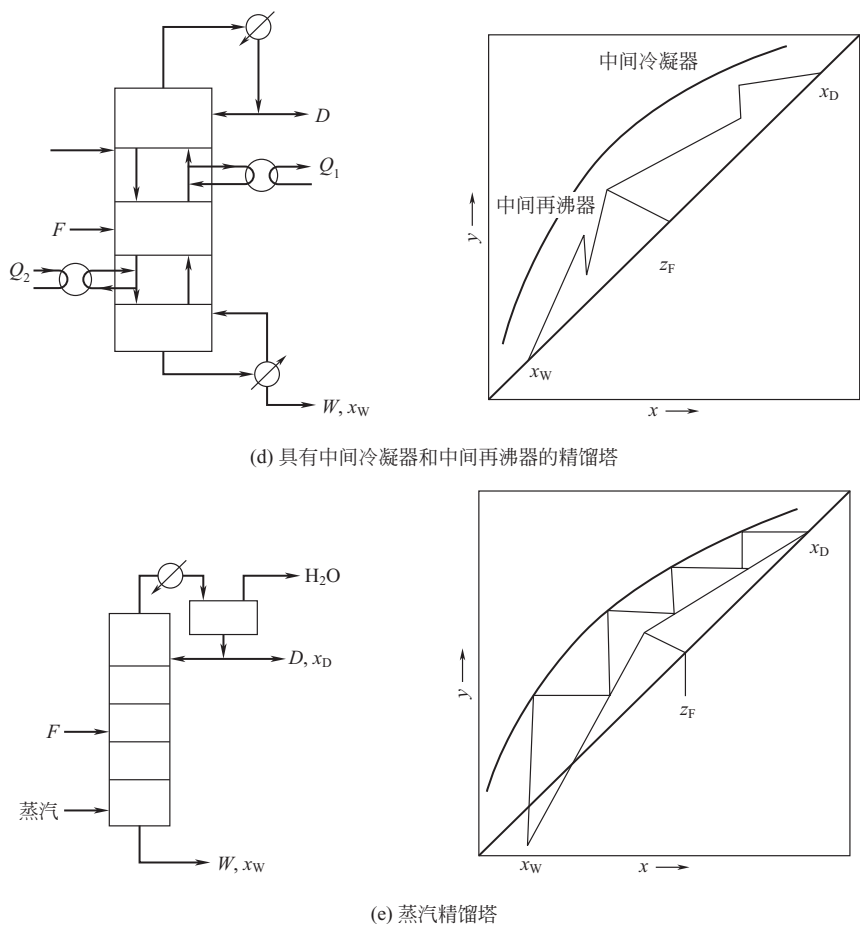 D
Q₁
F
Q₂
W, x_W
中间冷凝器
x_D
中间再沸器
y
z_F
x_W
x
(d) 具有中间冷凝器和中间再沸器的精馏塔
H₂O
D, x_D
F
蒸汽
W, x_W
x_D
y
z_F
x_W
x
(e) 蒸汽精馏塔